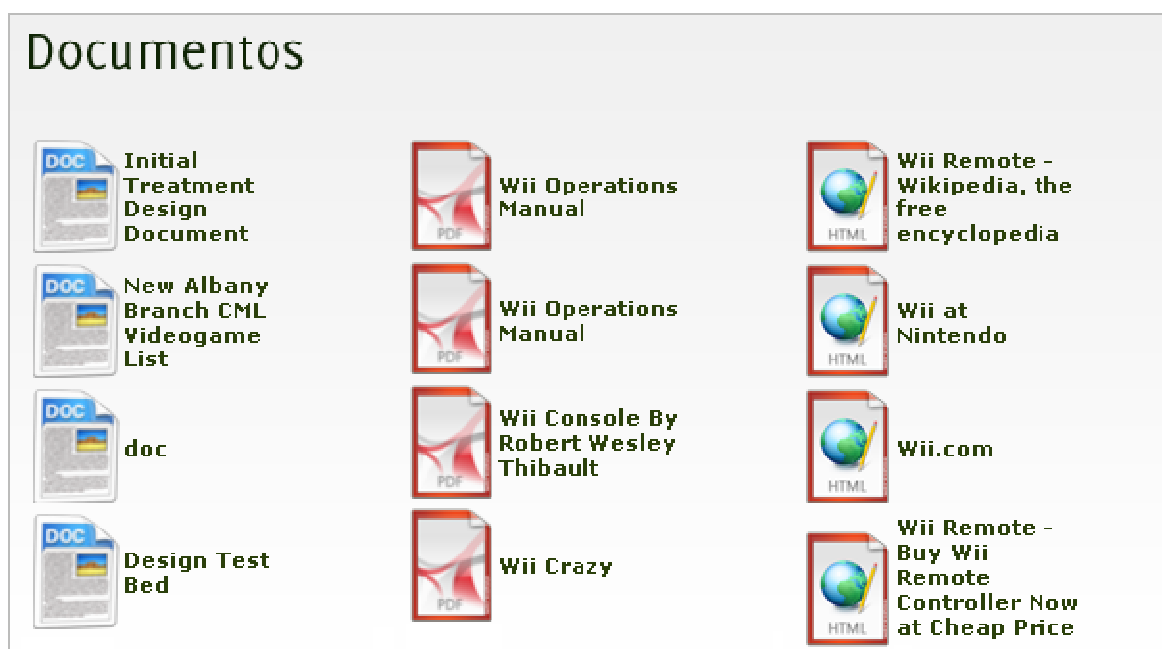 Documentos
DOC
Initial
Treatment
Design
Document
PDF
Wii Operations
Manual
HTML
Wii Remote -
Wikipedia, the
free
encyclopedia
DOC
New Albany
Branch CML
Videogame
List
PDF
Wii Operations
Manual
HTML
Wii at
Nintendo
DOC
doc
PDF
Wii Console By
Robert Wesley
Thibault
HTML
Wii.com
DOC
Design Test
Bed
PDF
Wii Crazy
HTML
Wii Remote -
Buy Wii
Remote
Controller Now
at Cheap Price